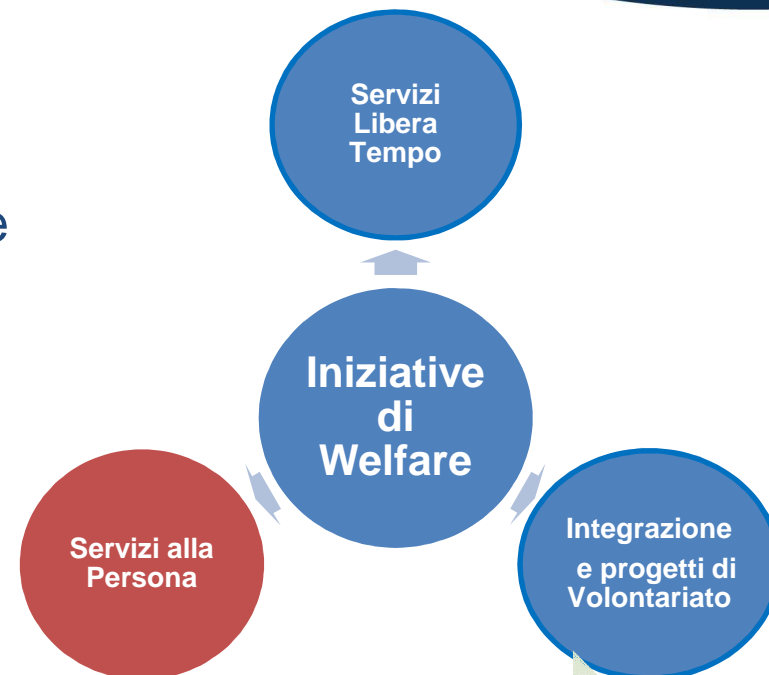 Servizi
Libera
Tempo
e
Iniziative
di
Welfare
Servizi alla
Persona
Integrazione
e progetti di
Volontariato